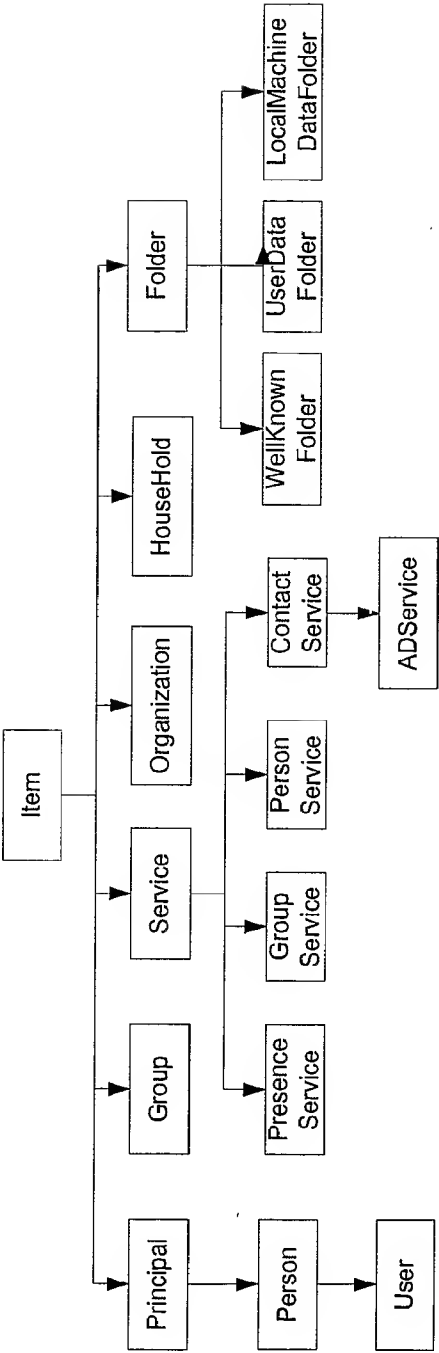 Item
Principal
Group
Service
Organization
HouseHold
Folder
Person
Presence
Service
Group
Service
Person
Service
Contact
Service
WellKnown
Folder
UserData
Folder
LocalMachine
DataFolder
User
ADService